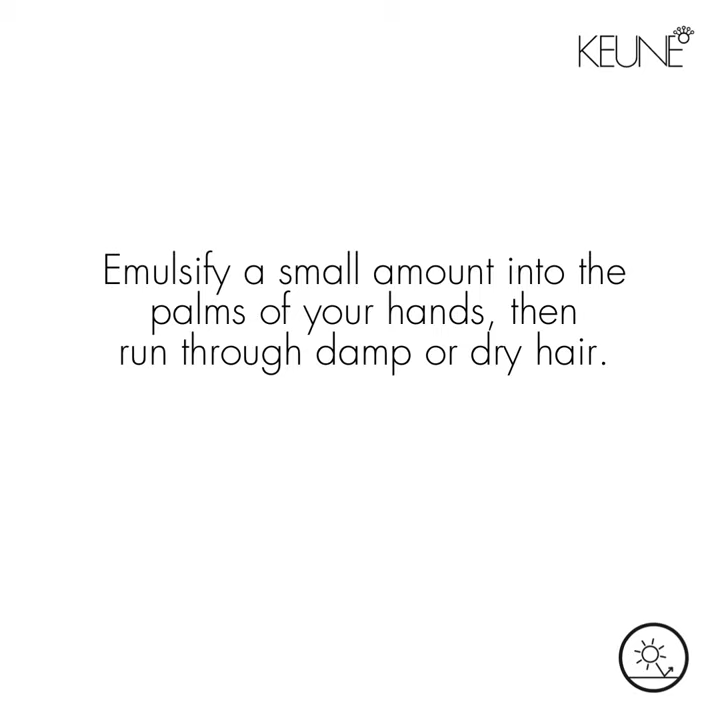 KEUNE
Emulsify a small amount into the
palms of your hands, then
run through damp or dry hair.